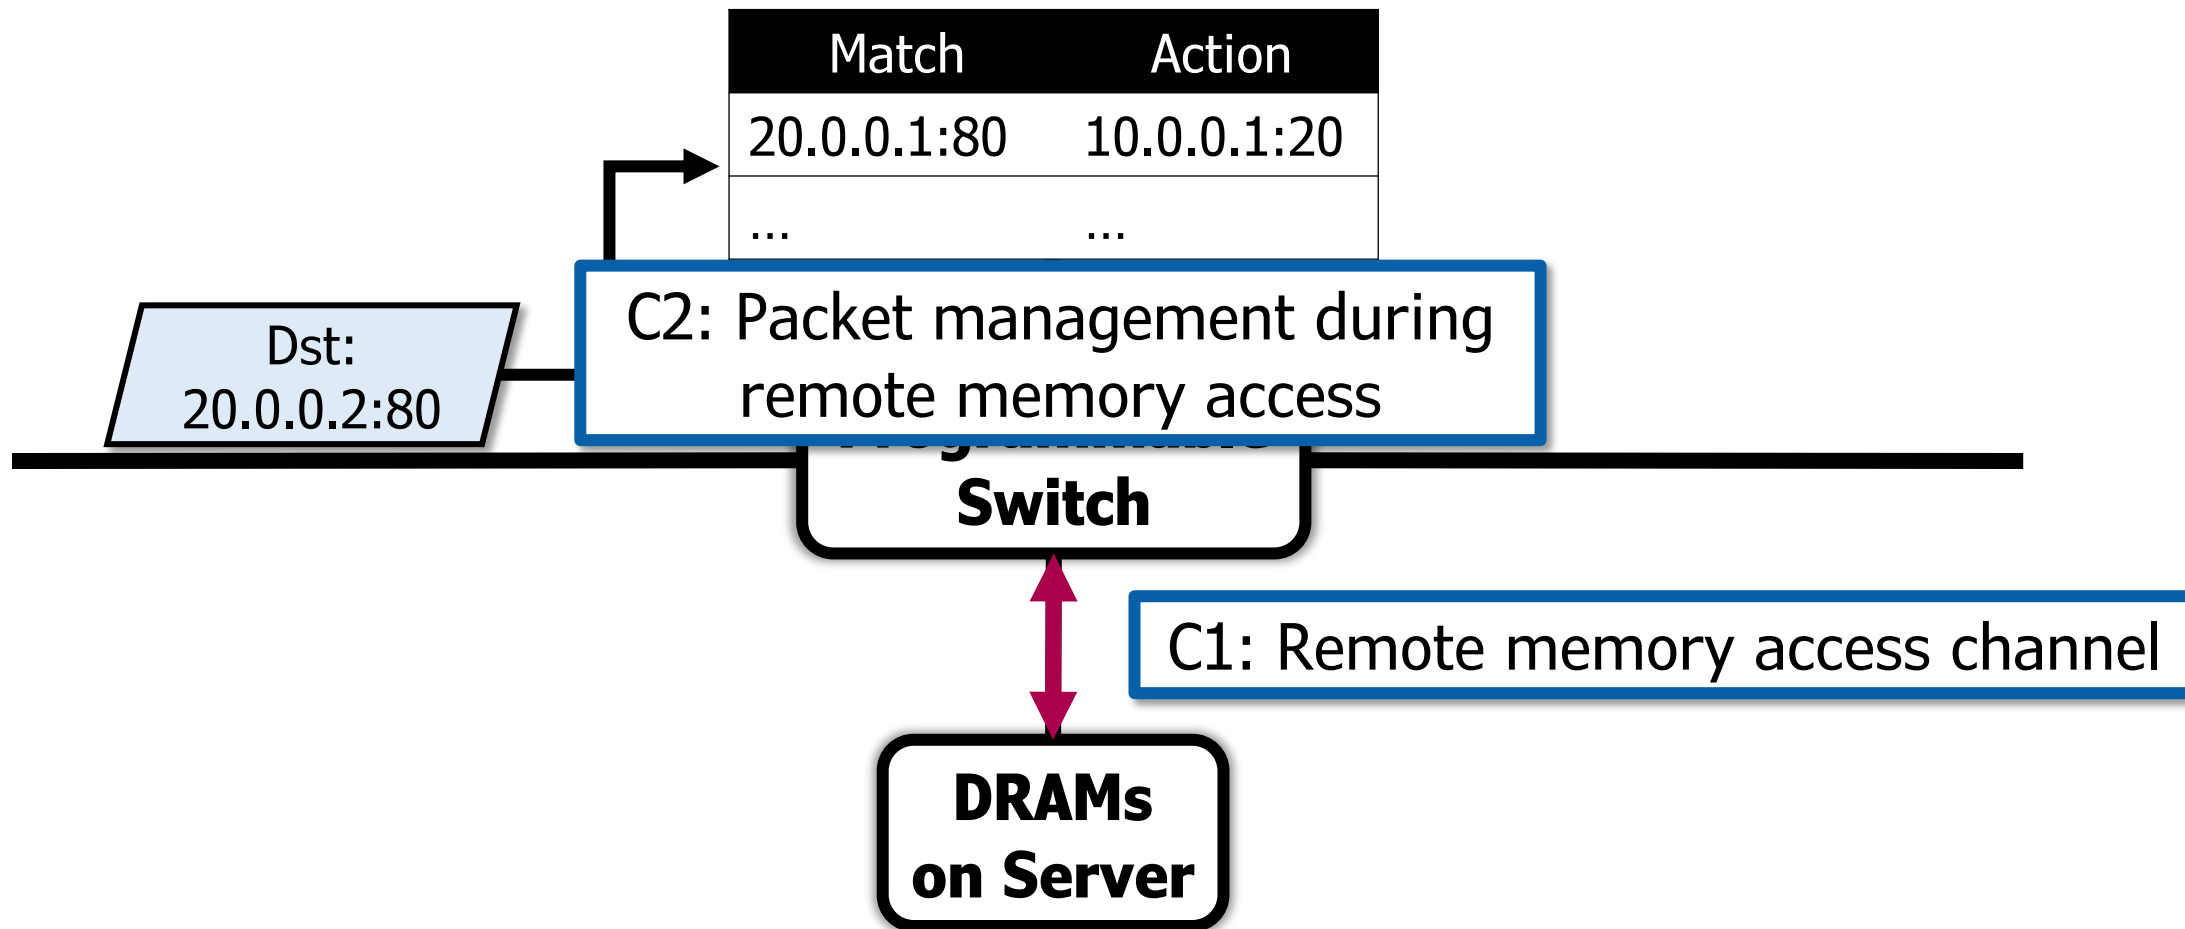 Match Action
20.0.0.1:80 10.0.0.1:20
... ...
C2: Packet management during
remote memory access
Dst:
20.0.0.2:80
Programmable
Switch
C1: Remote memory access channel
DRAMs
on Server